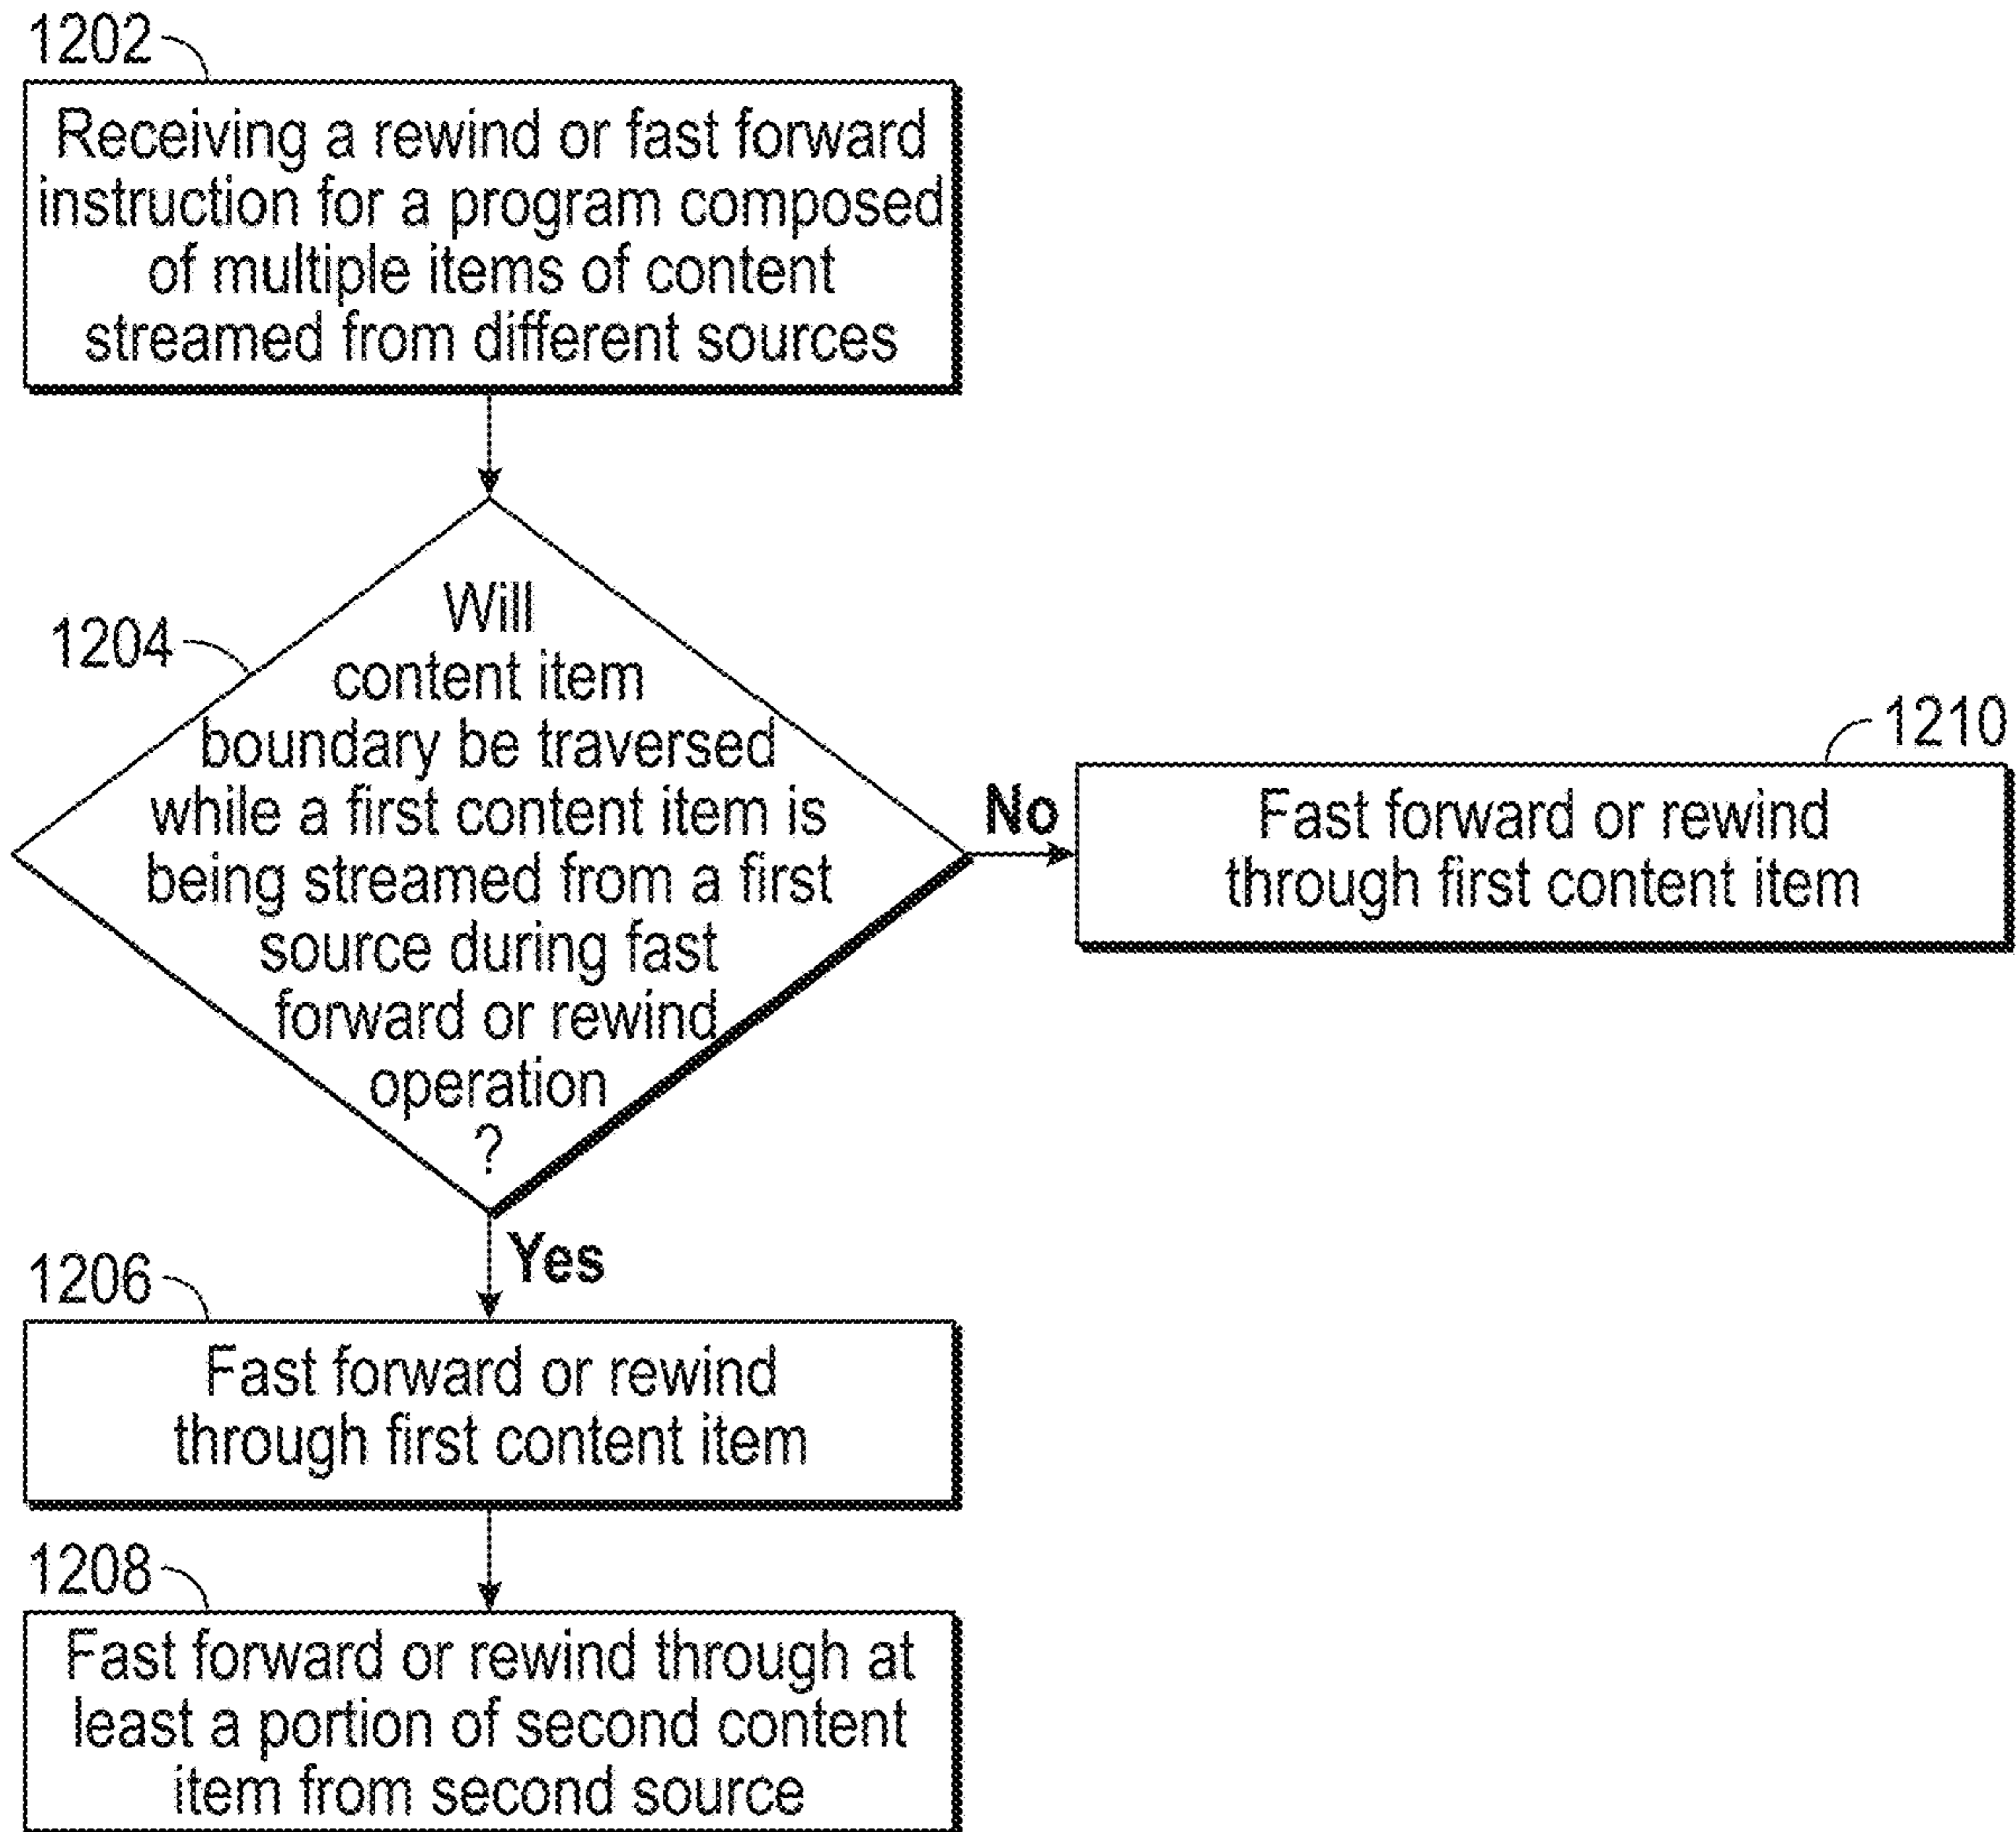 1202
Receiving a rewind or fast forward
instruction for a program composed
of multiple items of content
streamed from different sources
1204
Will
content item
boundary be traversed
while a first content item is
being streamed from a first
source during fast
forward or rewind
operation
?
No
1210
Fast forward or rewind
through first content item
Yes
1206
Fast forward or rewind
through first content item
1208
Fast forward or rewind through at
least a portion of second content
item from second source